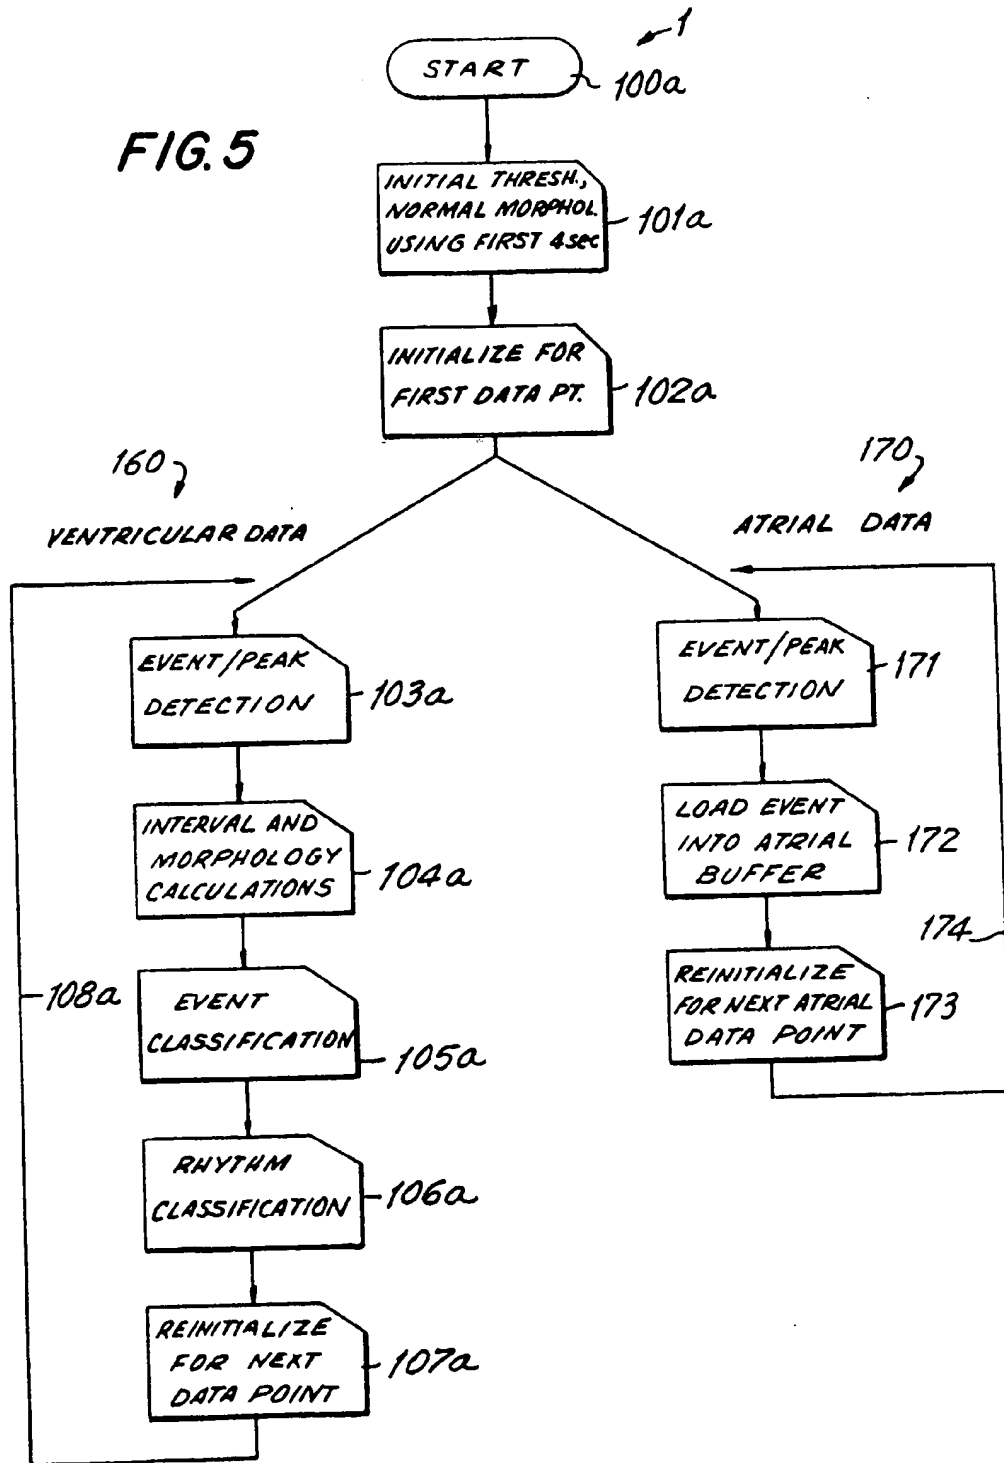 1
START
100a
FIG. 5
INITIAL THRESH.,
NORMAL MORPHOL.
USING FIRST 4sec
101a
INITIALIZE FOR
FIRST DATA PT.
102a
160
VENTRICULAR DATA
170
ATRIAL DATA
EVENT/PEAK
DETECTION
103a
INTERVAL AND
MORPHOLOGY
CALCULATIONS
104a
EVENT
CLASSIFICATION
105a
RHYTHM
CLASSIFICATION
106a
REINITIALIZE
FOR NEXT
DATA POINT
107a
108a
EVENT/PEAK
DETECTION
171
LOAD EVENT
INTO ATRIAL
BUFFER
172
REINITIALIZE
FOR NEXT ATRIAL
DATA POINT
173
174